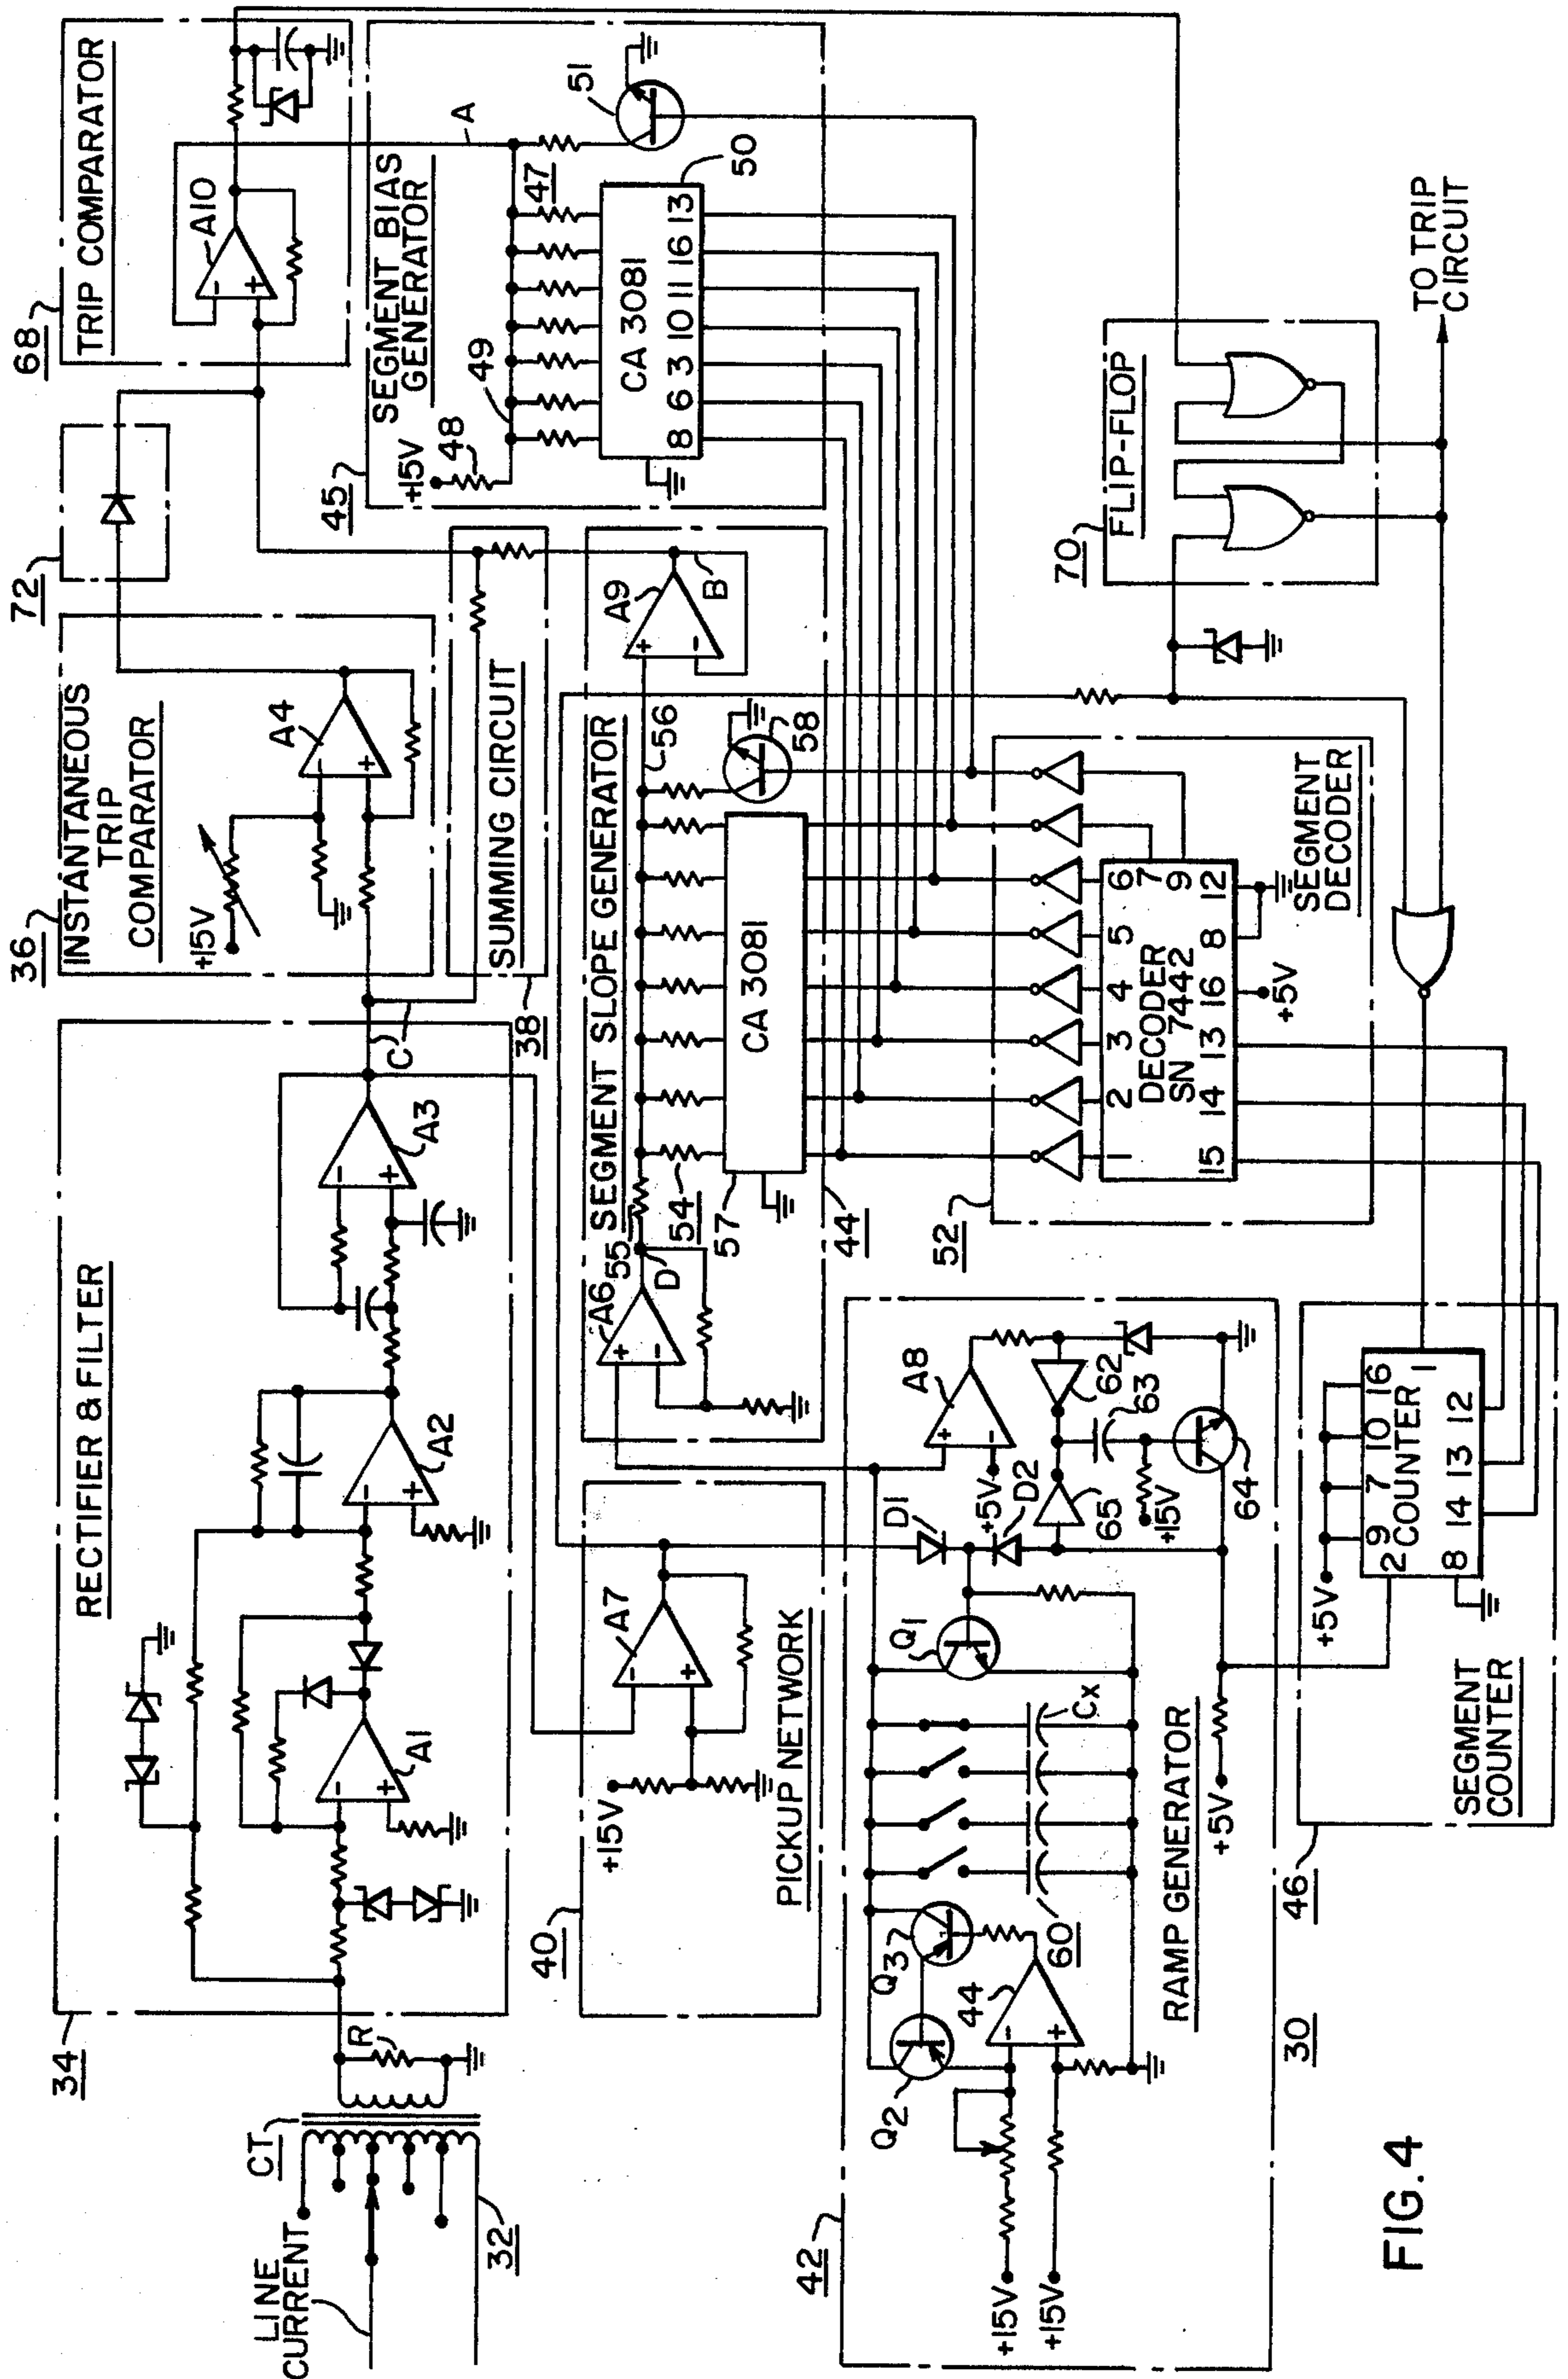 34
RECTIFIER & FILTER
LINE
CURRENT
CT
32
R
A1
A2
A3
C
36
INSTANTANEOUS
TRIP
COMPARATOR
+15V
A4
72
68
TRIP COMPARATOR
A10
38
SUMMING CIRCUIT
45
SEGMENT BIAS
GENERATOR
+15V
48
49
47
A
51
CA 3081
50
8 6 3 10 11 16 13
40
PICKUP NETWORK
+15V
A7
SEGMENT SLOPE GENERATOR
A6
D
55
54
57
CA 3081
56
58
A9
B
44
42
RAMP GENERATOR
+15V
+15V
Q2
Q3
44
60
Cx
Q1
D1
D2
+5V
A8
62
63
65
+15V
64
+5V
30
52
SEGMENT
DECODER
1 2 3 4 5 6 7 9
DECODER
SN 7442
15 14 13 16 8 12
+5V
70
FLIP-FLOP
TO TRIP
CIRCUIT
46
SEGMENT
COUNTER
+5V
2 9 7 10 16
COUNTER
1
8 14 13 12
FIG.4